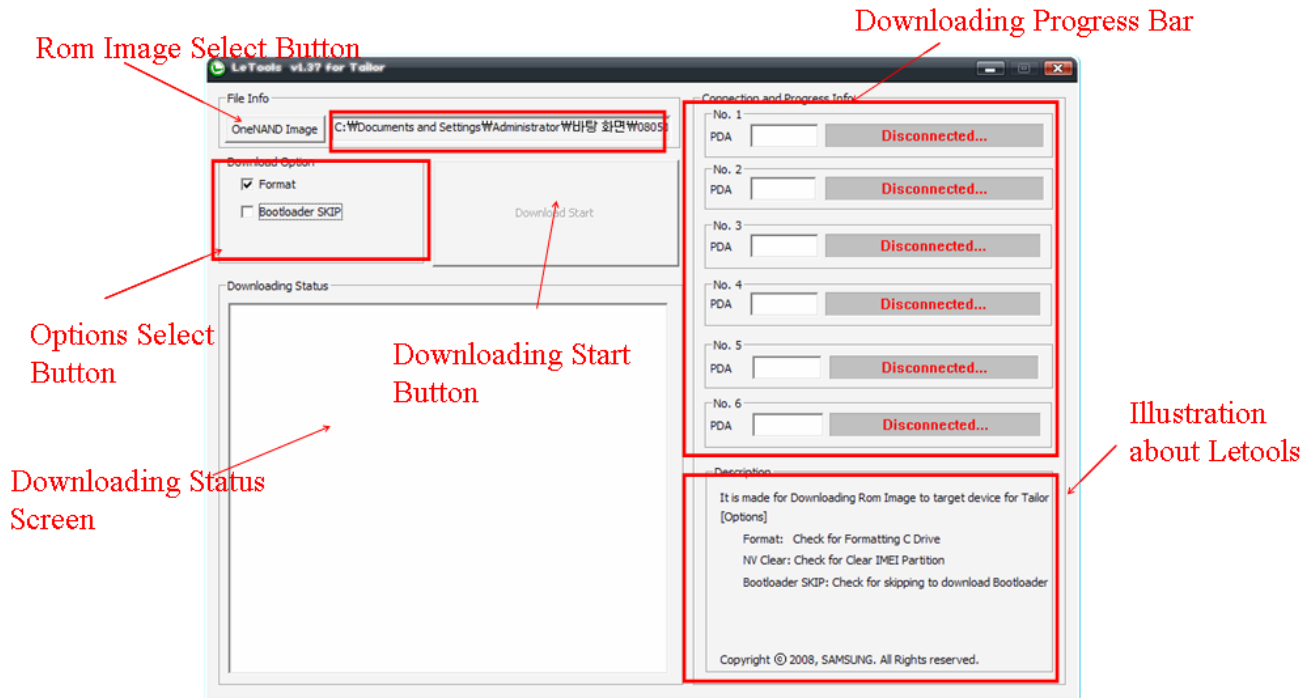 Downloading Progress Bar
Rom Image Select Button
LeTools v1.37 for Tailor
File Info
OneNAND Image
C:₩Documents and Settings₩Administrator₩바탕 화면₩0805
Download Option
Format
Bootloader SKIP
Download Start
Options Select
Button
Downloading Start
Button
Downloading Status
Downloading Status
Screen
Connection and Progress Info
No. 1
PDA
Disconnected...
No. 2
PDA
Disconnected...
No. 3
PDA
Disconnected...
No. 4
PDA
Disconnected...
No. 5
PDA
Disconnected...
No. 6
PDA
Disconnected...
Illustration
about Letools
Description
It is made for Downloading Rom Image to target device for Tailor
[Options]
Format: Check for Formatting C Drive
NV Clear: Check for Clear IMEI Partition
Bootloader SKIP: Check for skipping to download Bootloader
Copyright ⓒ 2008, SAMSUNG. All Rights reserved.